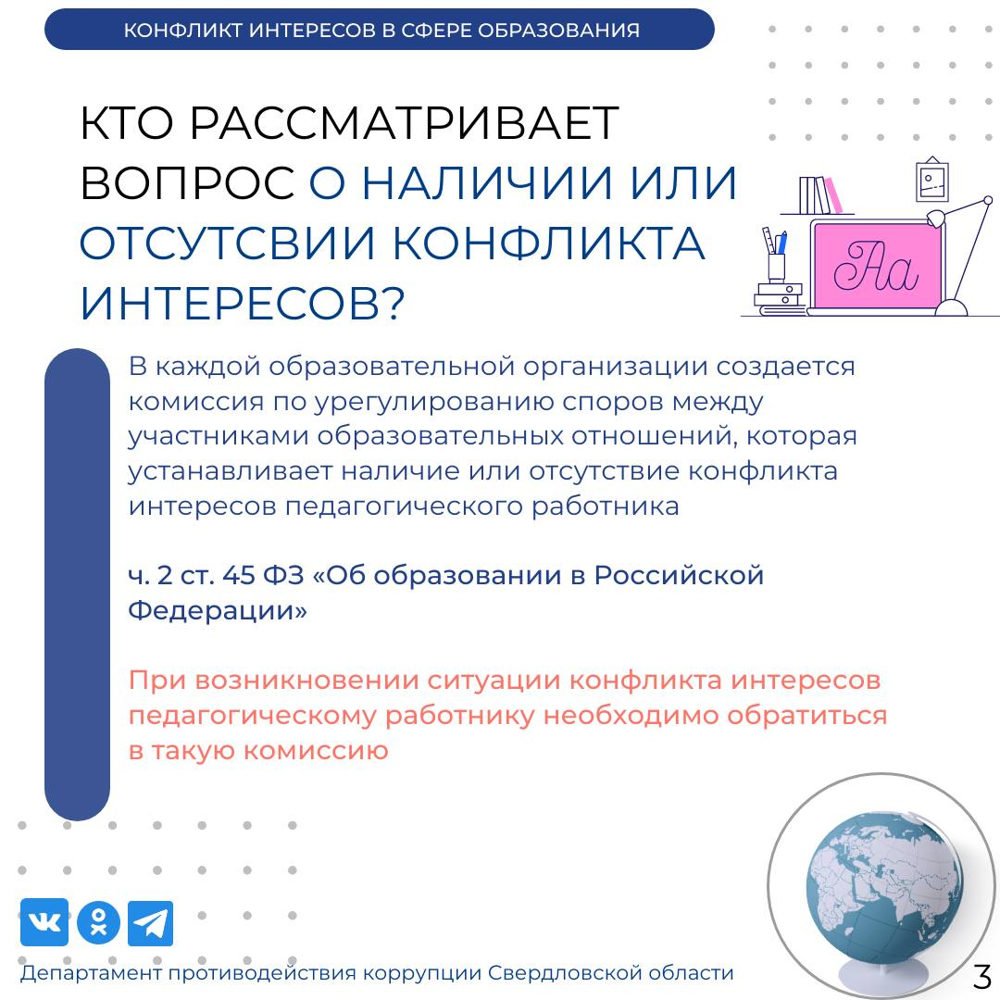 КОНФЛИКТ ИНТЕРЕСОВ В СФЕРЕ ОБРАЗОВАНИЯ
КТО РАССМАТРИВАЕТ
ВОПРОС О НАЛИЧИИ ИЛИ
ОТСУТСВИИ КОНФЛИКТА
ИНТЕРЕСОВ?
Aa
В каждой образовательной организации создается
комиссия по урегулированию споров между
участниками образовательных отношений, которая
устанавливает наличие или отсутствие конфликта
интересов педагогического работника
ч. 2 ст. 45 ФЗ «Об образовании в Российской
Федерации»
При возникновении ситуации конфликта интересов
педагогическому работнику необходимо обратиться
в такую комиссию
Департамент противодействия коррупции Свердловской области
3